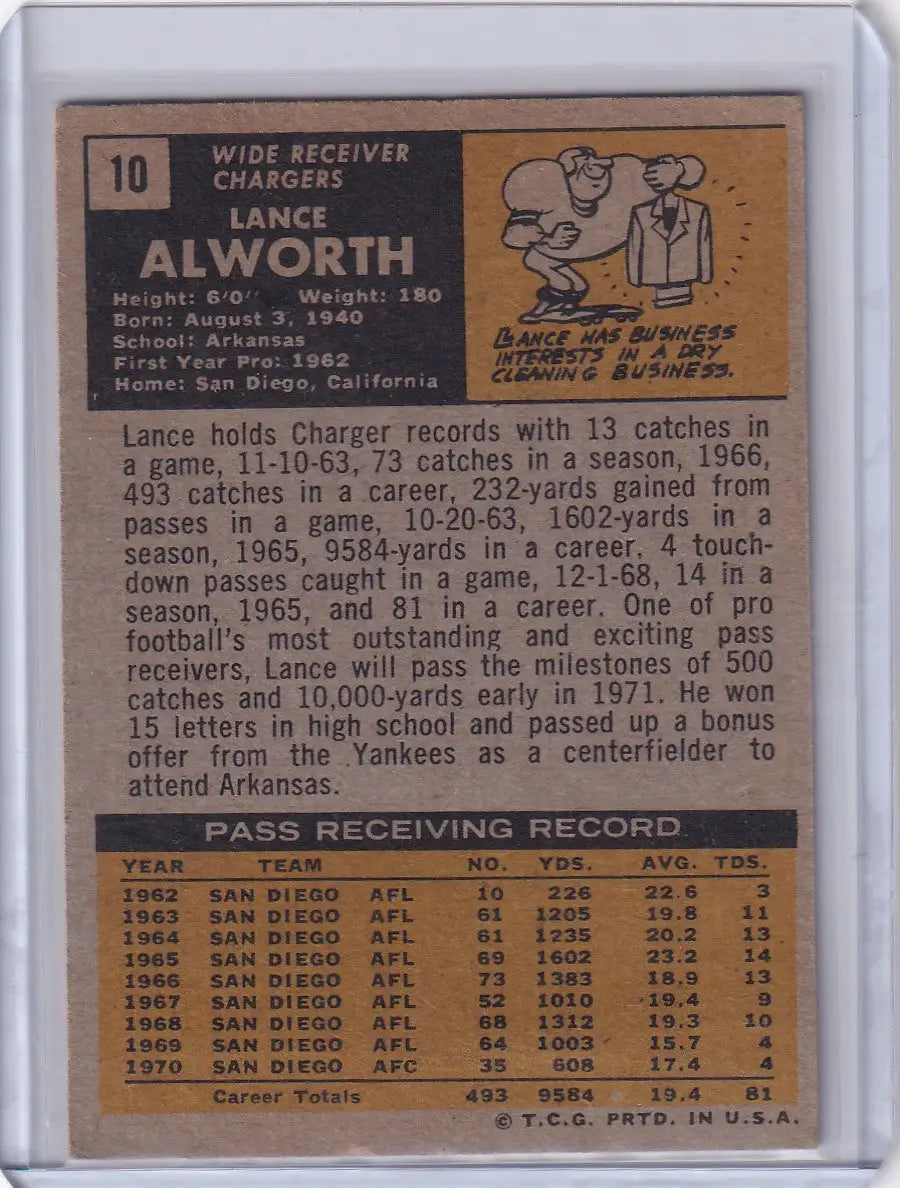 10
WIDE RECEIVER
CHARGERS
LANCE
ALWORTH
Height: 6'0" Weight: 180
Born: August 3, 1940
School: Arkansas
First Year Pro: 1962
Home: San Diego, California
LANCE HAS BUSINESS
INTERESTS IN A DRY
CLEANING BUSINESS.
Lance holds Charger records with 13 catches in
a game, 11-10-63, 73 catches in a season, 1966,
493 catches in a career, 232-yards gained from
passes in a game, 10-20-63, 1602-yards in a
season, 1965, 9584-yards in a career, 4 touch-
down passes caught in a game, 12-1-68, 14 in a
season, 1965, and 81 in a career. One of pro
football's most outstanding and exciting pass
receivers, Lance will pass the milestones of 500
catches and 10,000-yards early in 1971. He won
15 letters in high school and passed up a bonus
offer from the Yankees as a centerfielder to
attend Arkansas.
PASS RECEIVING RECORD
YEAR TEAM NO. YDS. AVG. TDS.
1962 SAN DIEGO AFL 10 226 22.6 3
1963 SAN DIEGO AFL 61 1205 19.8 11
1964 SAN DIEGO AFL 61 1235 20.2 13
1965 SAN DIEGO AFL 69 1602 23.2 14
1966 SAN DIEGO AFL 73 1383 18.9 13
1967 SAN DIEGO AFL 52 1010 19.4 9
1968 SAN DIEGO AFL 68 1312 19.3 10
1969 SAN DIEGO AFL 64 1003 15.7 4
1970 SAN DIEGO AFC 35 608 17.4 4
Career Totals 493 9584 19.4 81
© T.C.G. PRTD. IN U.S.A.